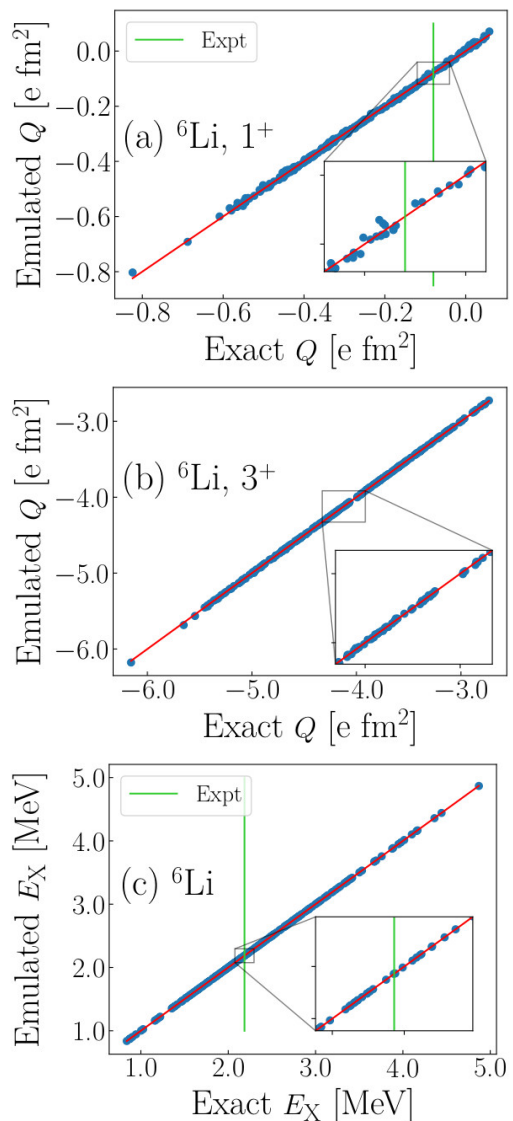 Expt
(a) ⁶Li, 1⁺
Emulated Q [e fm²]
0.0
−0.2
−0.4
−0.6
−0.8
−0.8 −0.6 −0.4 −0.2 0.0
Exact Q [e fm²]
(b) ⁶Li, 3⁺
Emulated Q [e fm²]
−3.0
−4.0
−5.0
−6.0
−6.0 −5.0 −4.0 −3.0
Exact Q [e fm²]
Expt
(c) ⁶Li
Emulated E_X [MeV]
5.0
4.0
3.0
2.0
1.0
1.0 2.0 3.0 4.0 5.0
Exact E_X [MeV]